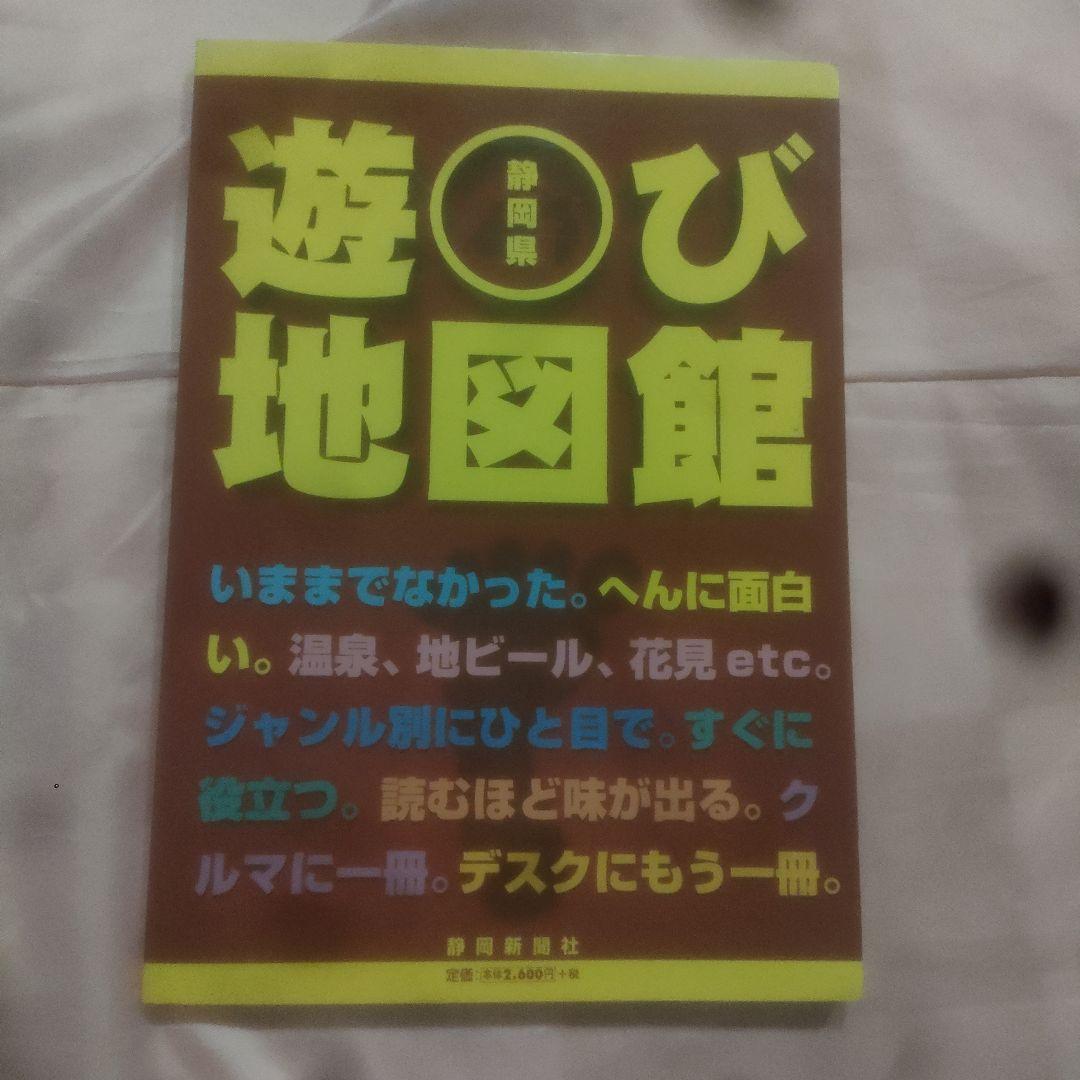 遊び
静岡県
地図館
いままでなかった。へんに面白
い。温泉、地ビール、花見etc。
ジャンル別にひと目で。すぐに
役立つ。読むほど味が出る。ク
ルマに一冊。デスクにもう一冊。
静岡新聞社
定価:本体2,600円+税